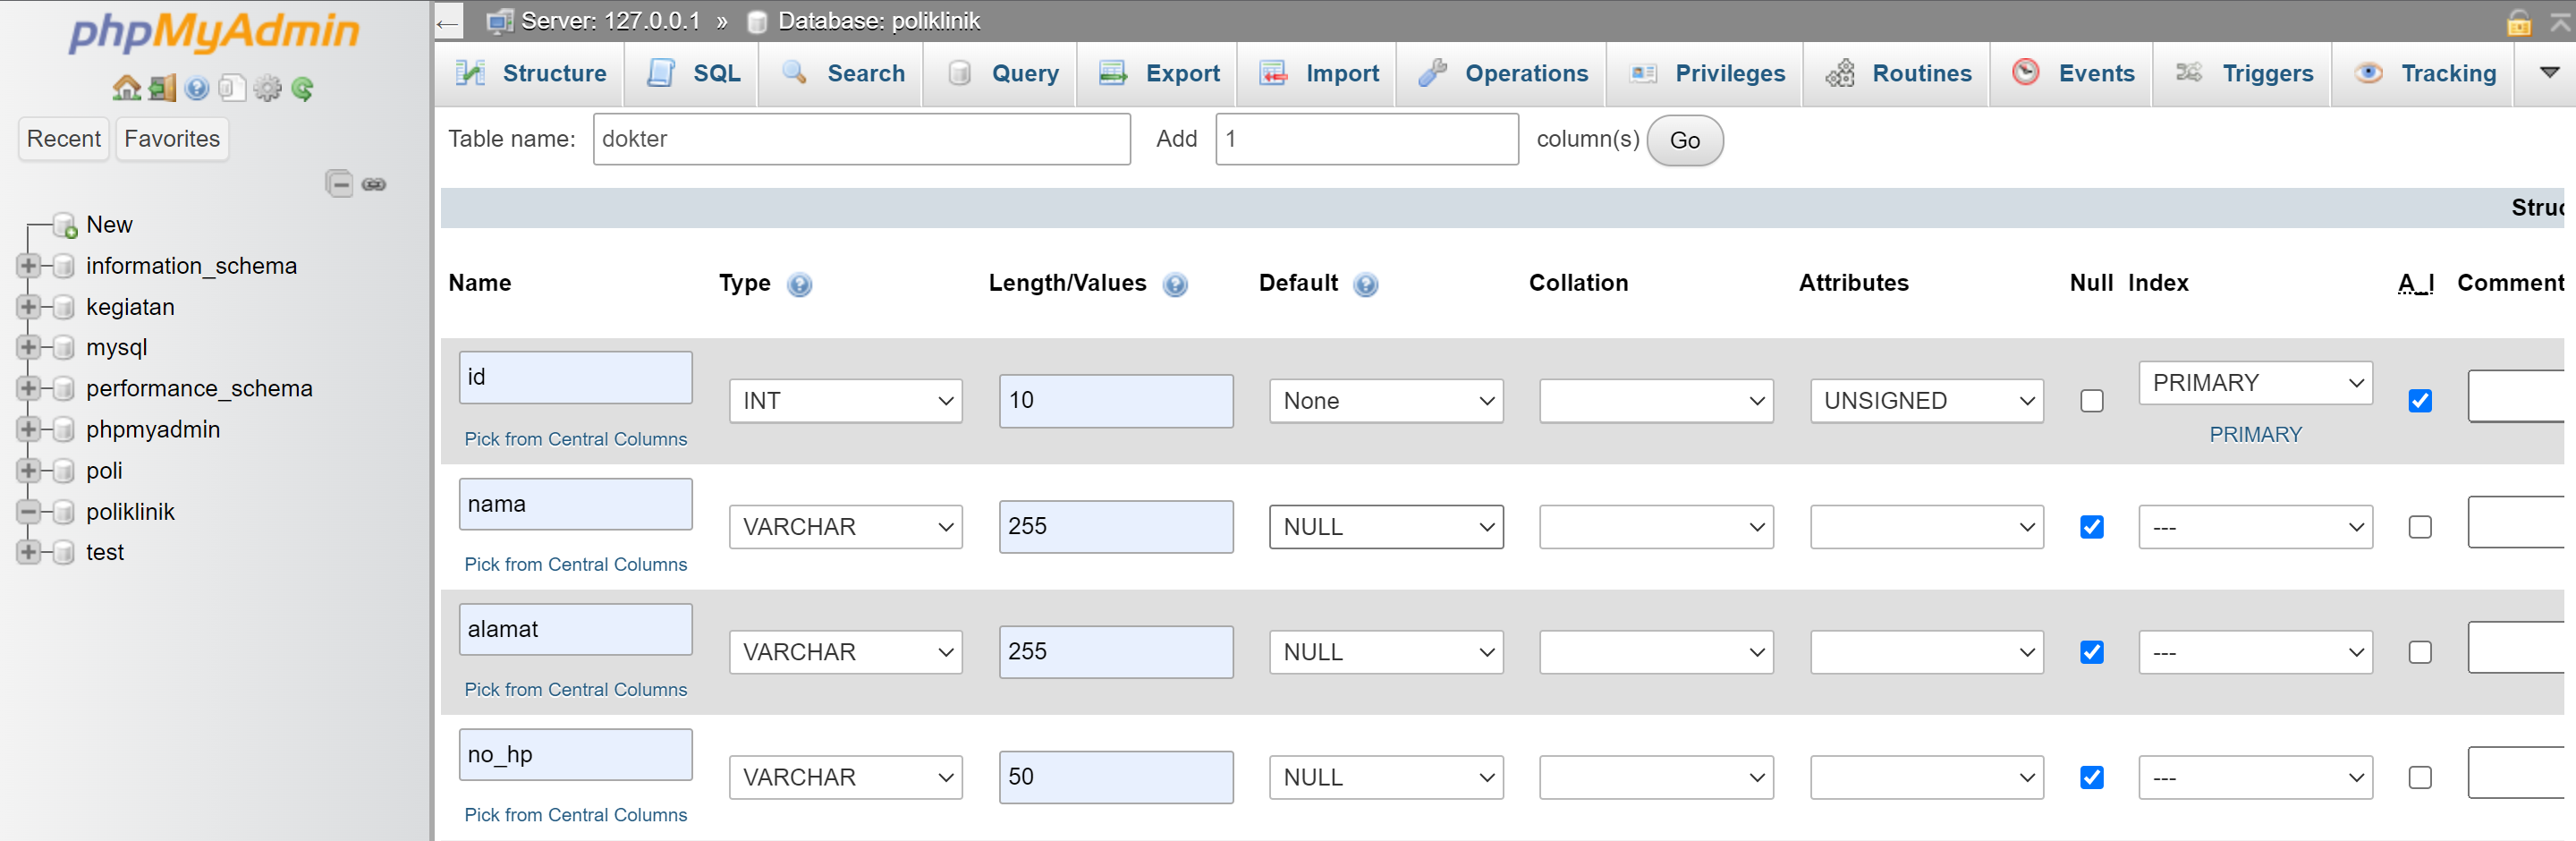 phpMyAdmin
Recent Favorites
New
information_schema
kegiatan
mysql
performance_schema
phpmyadmin
poli
poliklinik
test
Server: 127.0.0.1 » Database: poliklinik
Structure SQL Search Query Export Import Operations Privileges Routines Events Triggers Tracking
Table name: dokter Add 1 column(s) Go
Struc
Name Type Length/Values Default Collation Attributes Null Index A_I Comment
id INT 10 None UNSIGNED PRIMARY
Pick from Central Columns PRIMARY
nama VARCHAR 255 NULL ---
Pick from Central Columns
alamat VARCHAR 255 NULL ---
Pick from Central Columns
no_hp VARCHAR 50 NULL ---
Pick from Central Columns